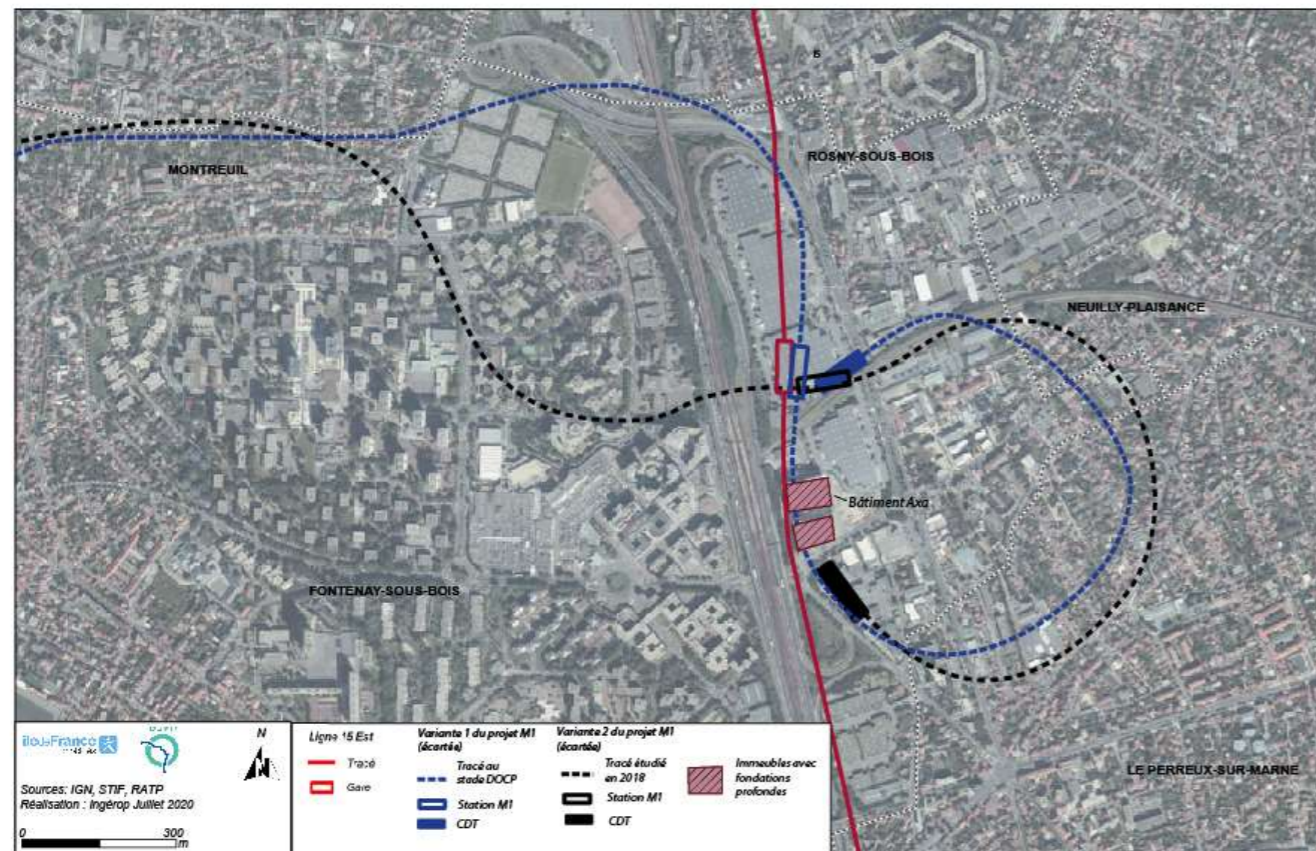 MONTREUIL
ROSNY-SOUS-BOIS
NEUILLY-PLAISANCE
Bâtiment Axa
FONTENAY-SOUS-BOIS
LE PERREUX-SUR-MARNE
îledeFrance
N
Sources: IGN, STIF, RATP
Réalisation : Ingérop Juillet 2020
0 300
m
Ligne 15 Est
Tracé
Gare
Variante 1 du projet M1
(écartée)
Tracé au
stade DOCP
Station M1
CDT
Variante 2 du projet M1
(écartée)
Tracé étudié
en 2018
Station M1
CDT
Immeubles avec
fondations
profondes